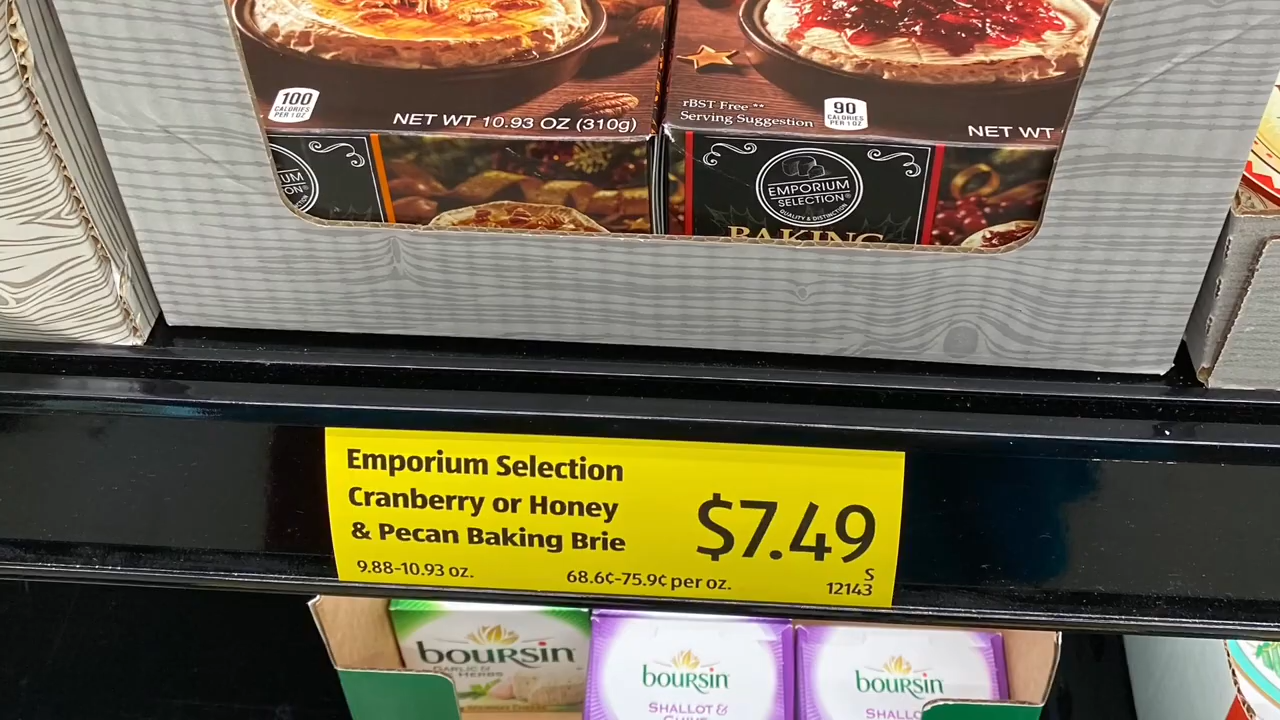 100
CALORIES
PER 1 OZ
NET WT 10.93 OZ (310g)
rBST Free **
Serving Suggestion
90
CALORIES
PER 1 OZ
NET WT
EMPORIUM
SELECTION®
QUALITY & DISTINCTION
BAKING
Emporium Selection
Cranberry or Honey
& Pecan Baking Brie
$7.49
9.88-10.93 oz.
68.6¢-75.9¢ per oz.
S
12143
boursin
GARLIC &
HERBS
boursin
SHALLOT &
CHIVE
boursin